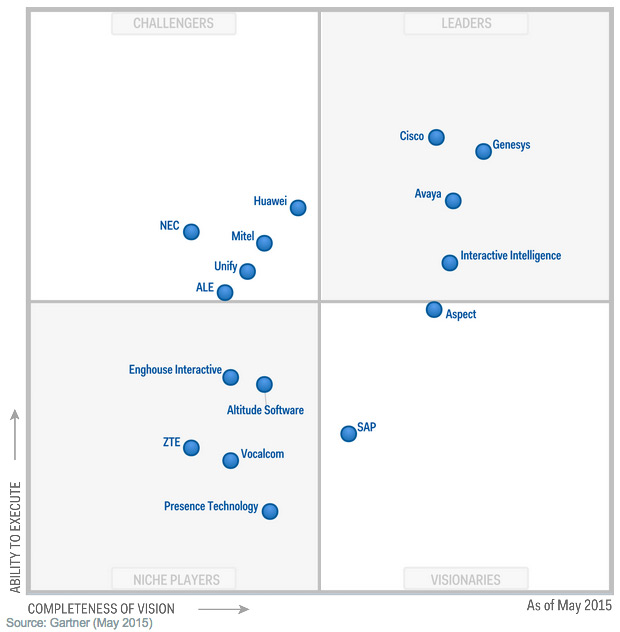 CHALLENGERS
LEADERS
Cisco
Genesys
Avaya
Huawei
NEC
Mitel
Interactive Intelligence
Unify
ALE
Aspect
Enghouse Interactive
Altitude Software
SAP
ZTE
Vocalcom
Presence Technology
ABILITY TO EXECUTE
NICHE PLAYERS
VISIONARIES
COMPLETENESS OF VISION
As of May 2015
Source: Gartner (May 2015)